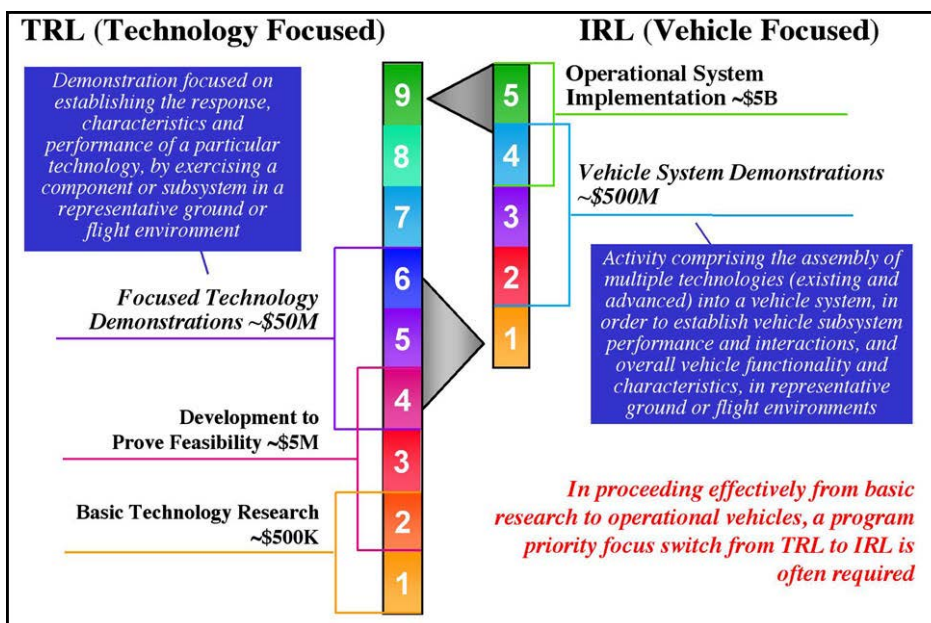 TRL (Technology Focused)
IRL (Vehicle Focused)
Demonstration focused on
establishing the response,
characteristics and
performance of a particular
technology, by exercising a
component or subsystem in a
representative ground or
flight environment
Focused Technology
Demonstrations ~$50M
Development to
Prove Feasibility ~$5M
Basic Technology Research
~$500K
9
8
7
6
5
4
3
2
1
5
4
3
2
1
Operational System
Implementation ~$5B
Vehicle System Demonstrations
~$500M
Activity comprising the assembly of
multiple technologies (existing and
advanced) into a vehicle system, in
order to establish vehicle subsystem
performance and interactions, and
overall vehicle functionality and
characteristics, in representative
ground or flight environments
In proceeding effectively from basic
research to operational vehicles, a program
priority focus switch from TRL to IRL is
often required